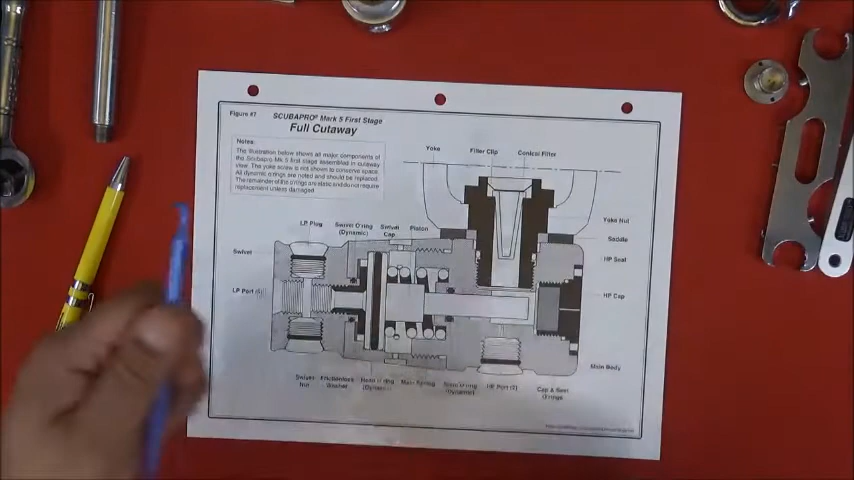 Figure #7
SCUBAPRO® Mark 5 First Stage
Full Cutaway
Notes:
The illustration below shows all major components of
the Scubapro Mk 5 first stage assembled in cutaway
view. The yoke screw is not shown to conserve space.
All dynamic o-rings are noted and should be replaced.
The remainder of the o-rings are static and do not require
replacement unless damaged.
Yoke
Filter Clip
Conical Filter
LP Plug
Swivel O'ring
(Dynamic)
Swivel
Cap
Piston
Yoke Nut
Saddle
Swivel
HP Seat
LP Port
HP Cap
Main Body
Swivel
Nut
Washer
Main Spring
HP Port
Cap & Seat
O'rings